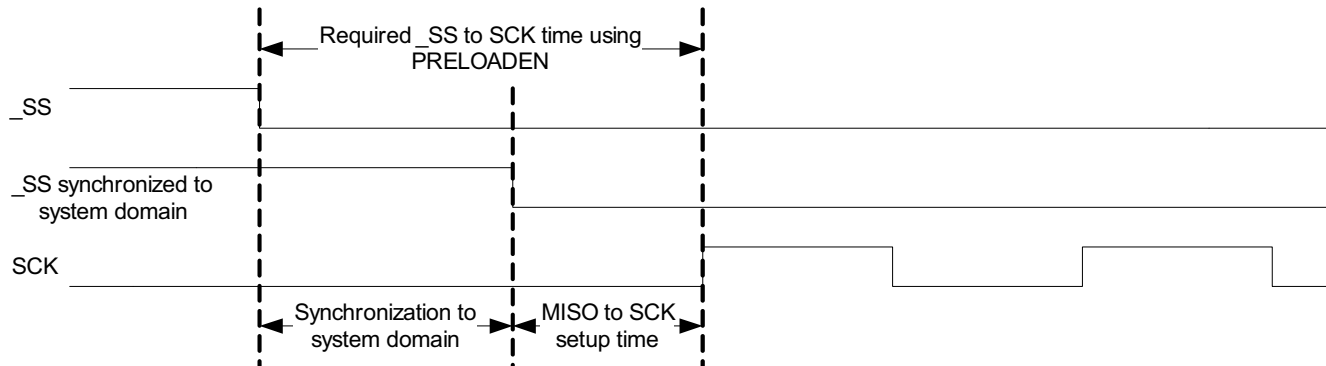 Required _SS to SCK time using
PRELOADEN
_SS
_SS synchronized to
system domain
SCK
Synchronization to
system domain
MISO to SCK
setup time